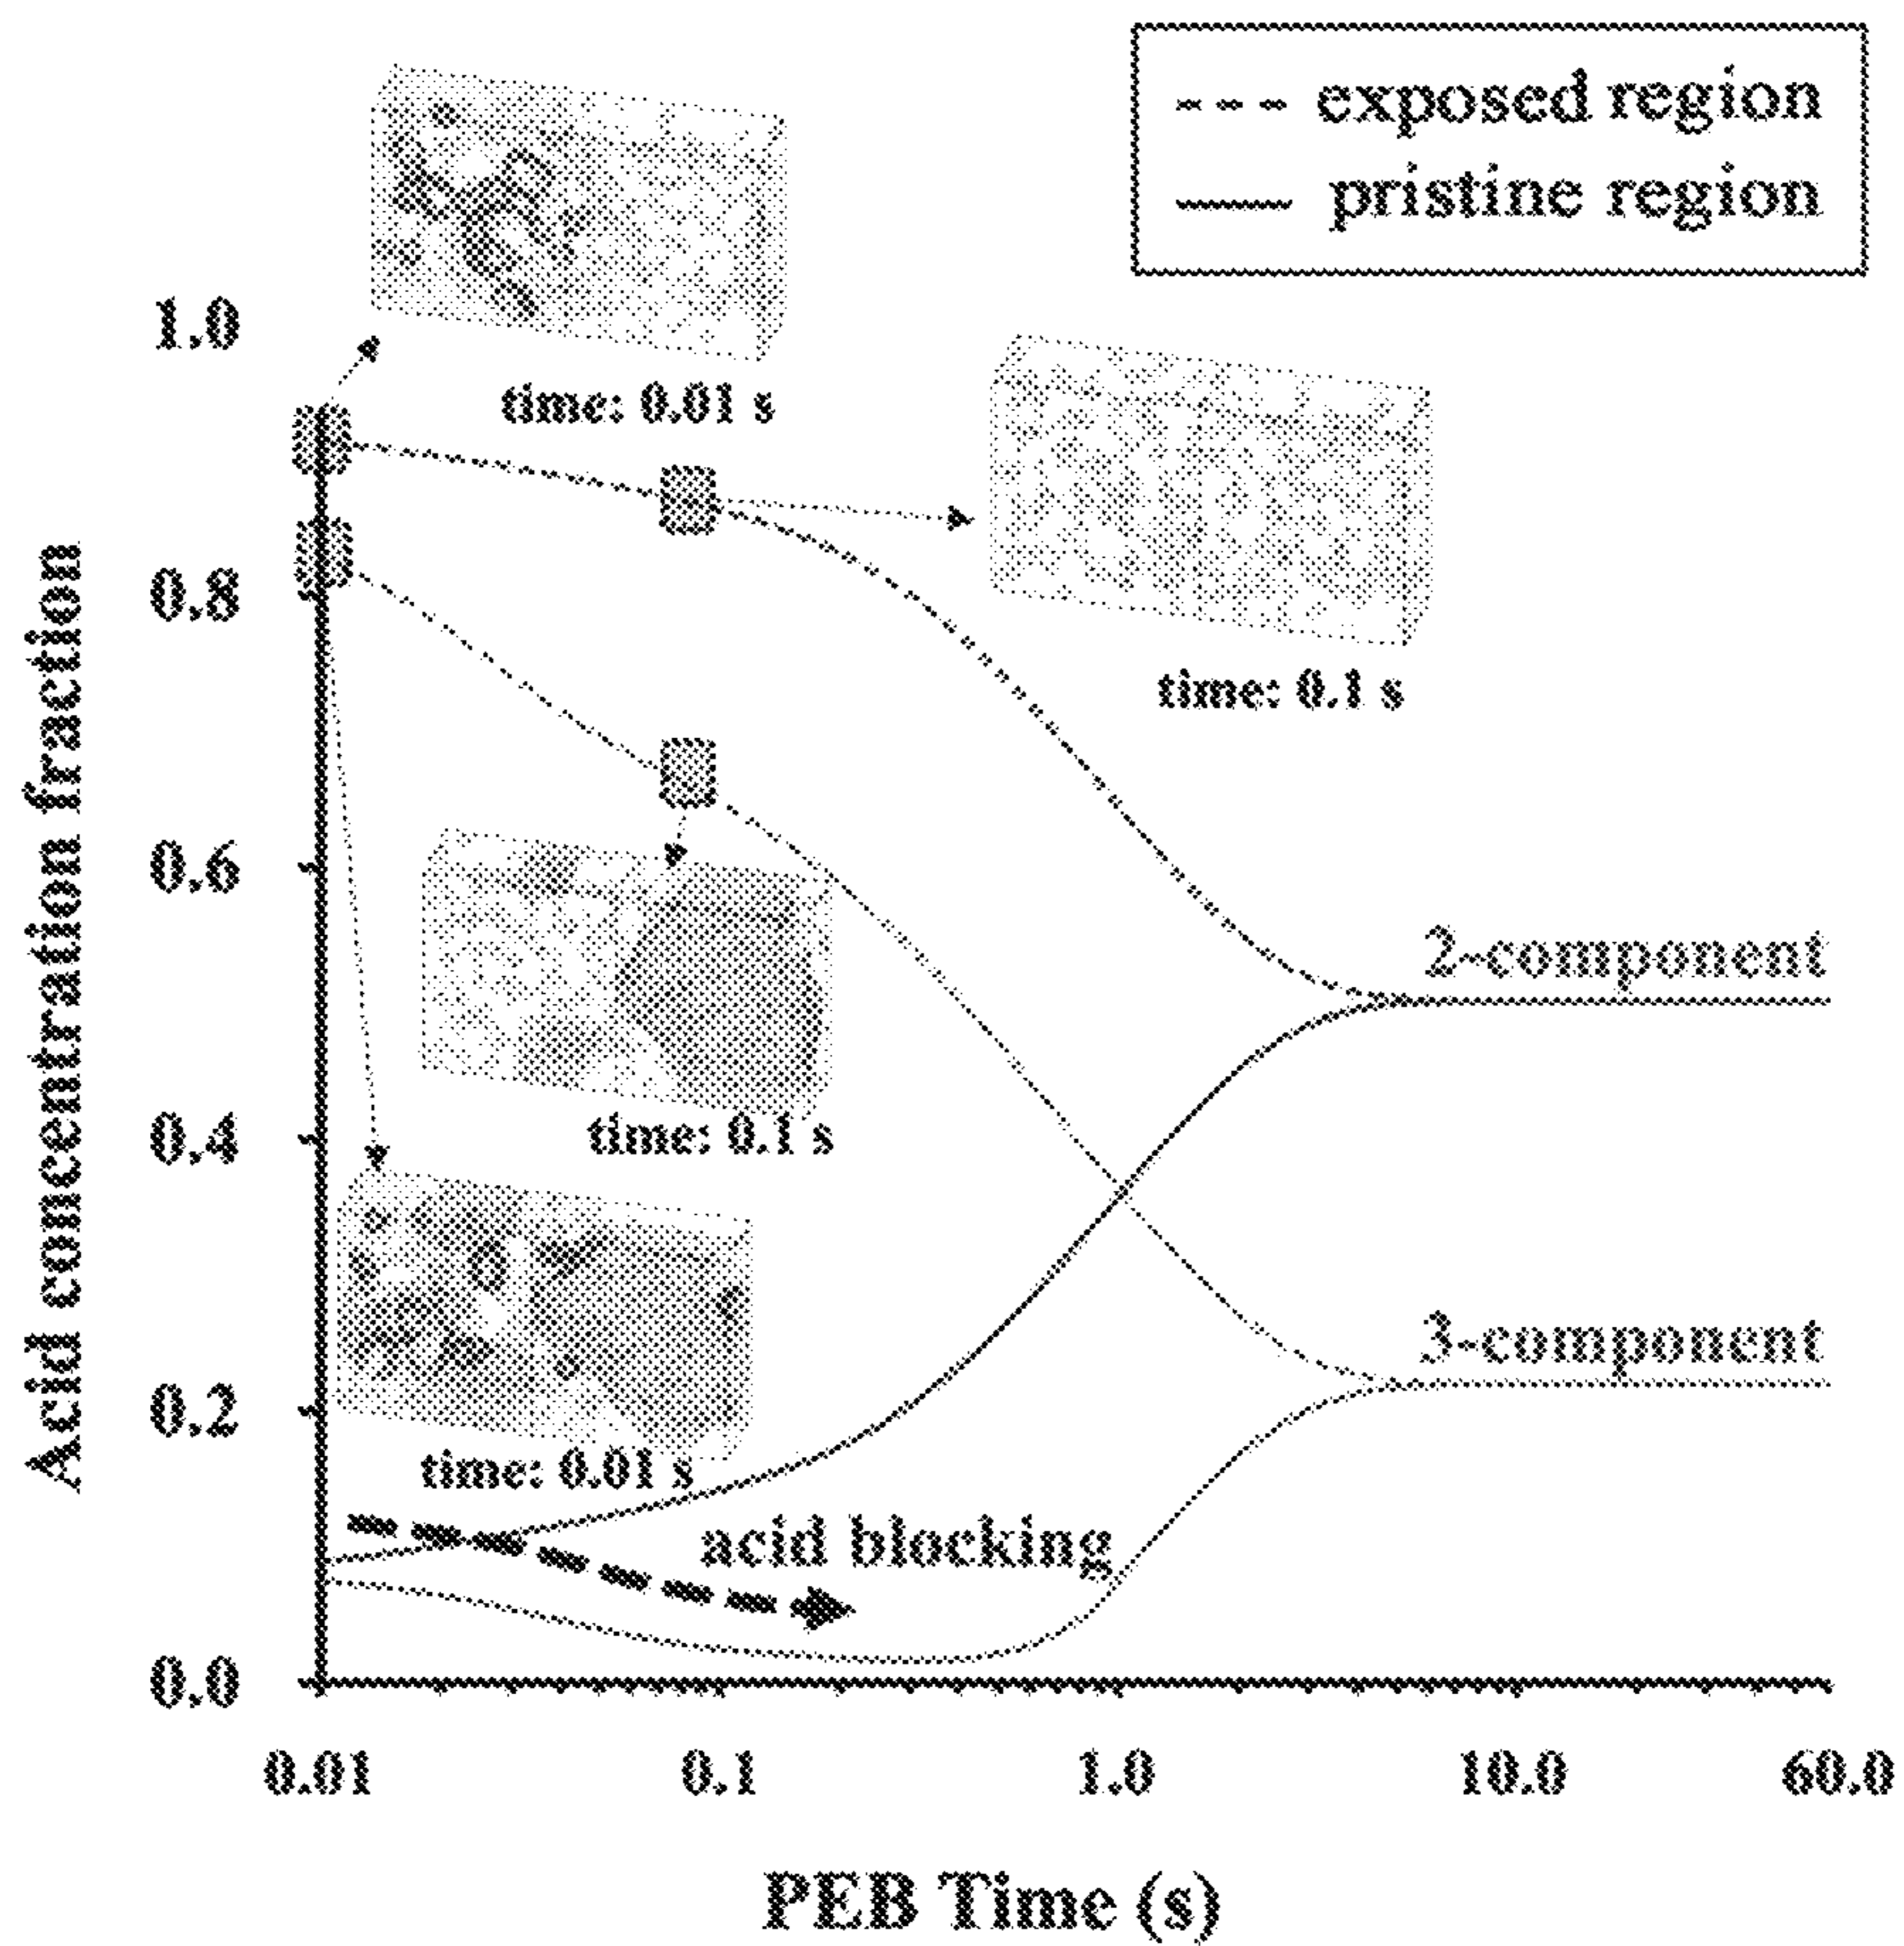 exposed region
pristine region
1.0
time: 0.01 s
time: 0.1 s
0.8
0.6
2-component
time: 0.1 s
0.4
3-component
0.2
time: 0.01 s
acid blocking
0.0
0.01
0.1
1.0
10.0
60.0
PEB Time (s)
Acid concentration fraction